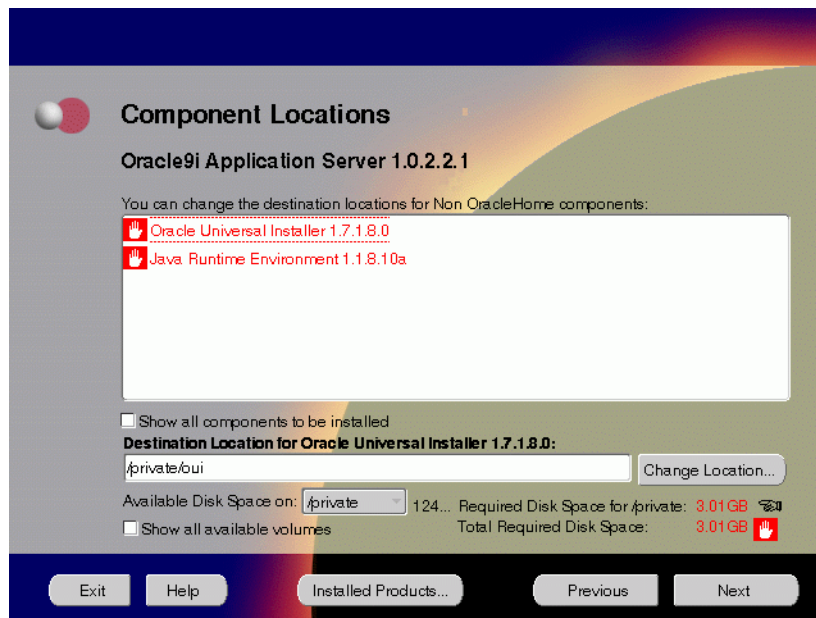 Component Locations
Oracle9i Application Server 1.0.2.2.1
You can change the destination locations for Non OracleHome components:
Oracle Universal Installer 1.7.1.8.0
Java Runtime Environment 1.1.8.10a
Show all components to be installed
Destination Location for Oracle Universal Installer 1.7.1.8.0:
/private/oui
Change Location...
Available Disk Space on: /private 124... Required Disk Space for /private: 3.01GB
Show all available volumes Total Required Disk Space: 3.01GB
Exit Help Installed Products... Previous Next